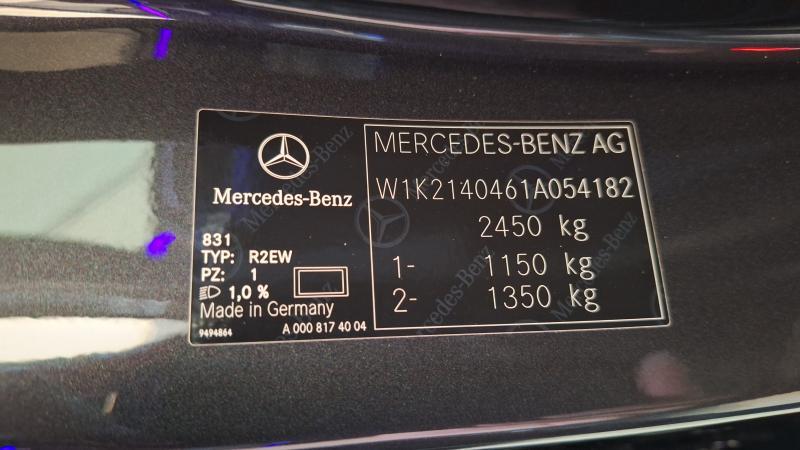 Mercedes-Benz
831
TYP: R2EW
PZ: 1
1,0 %
Made in Germany
9494864
A 000 817 40 04
MERCEDES-BENZ AG
W1K2140461A054182
2450 kg
1- 1150 kg
2- 1350 kg